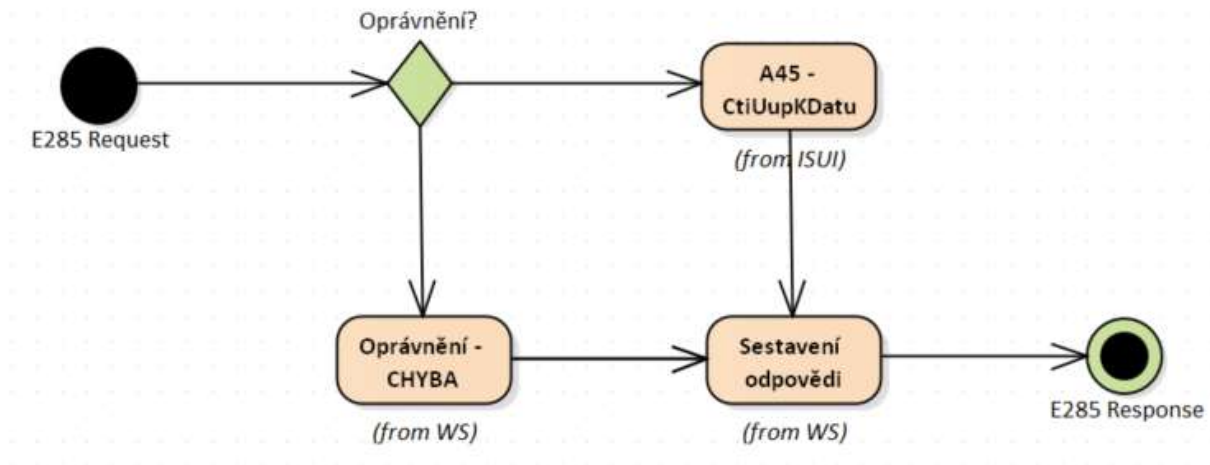 Oprávnění?
E285 Request
A45 -
CtiUupKDatu
(from ISUI)
Oprávnění -
CHYBA
(from WS)
Sestavení
odpovědi
(from WS)
E285 Response